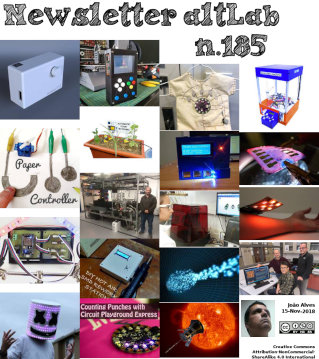 Newsletter altLab
n.185
Paper
Controller
Counting Punches with
Circuit Playground Express
João Alves
15-Nov-2018
Creative Commons
Attribution-NonCommercial-
ShareAlike 4.0 International